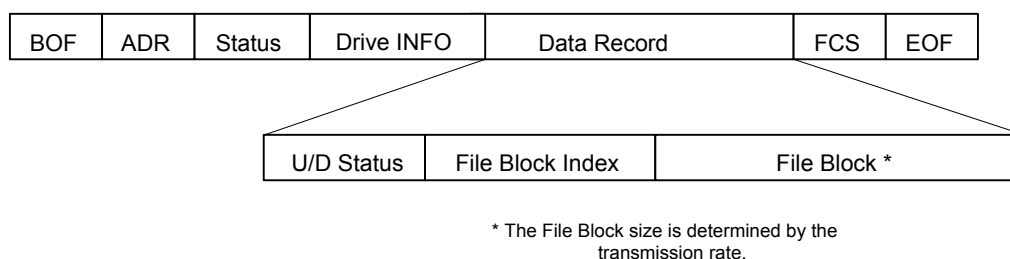 BOF ADR Status Drive INFO Data Record FCS EOF
U/D Status File Block Index File Block *
* The File Block size is determined by the
transmission rate.